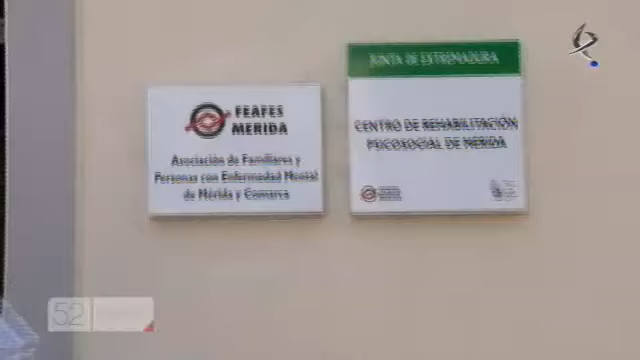 FEAFES
MERIDA
Asociación de Familiares y
Personas con Enfermedad Mental
de Mérida y Comarca
JUNTA DE EXTREMADURA
CENTRO DE REHABILITACIÓN
PSICOSOCIAL DE MERIDA
52